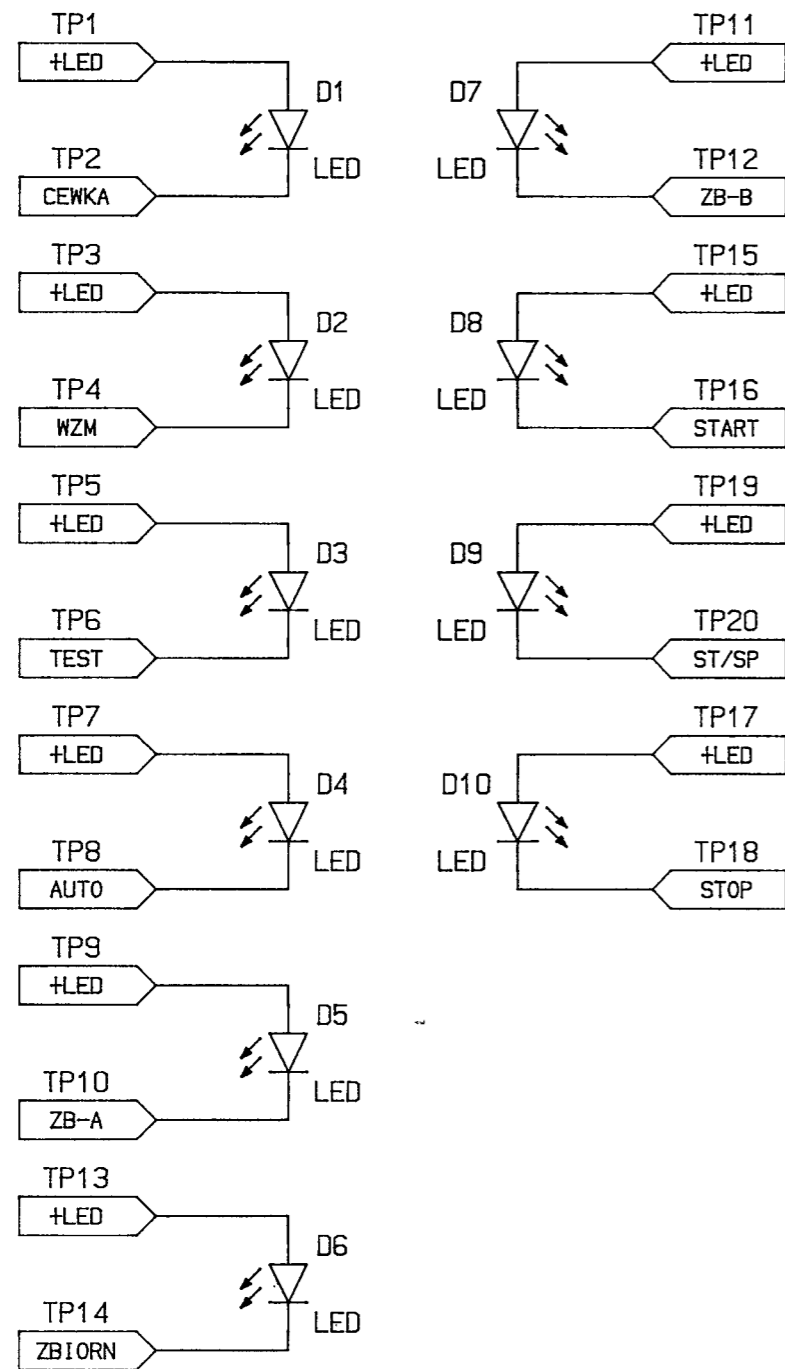 TP1
+LED
D1
TP2
LED
CEWKA
TP3
+LED
D2
TP4
LED
WZM
TP5
+LED
D3
TP6
LED
TEST
TP7
+LED
D4
TP8
LED
AUTO
TP9
+LED
D5
TP10
LED
ZB-A
TP13
+LED
D6
TP14
LED
ZBIORN
TP11
+LED
D7
TP12
LED
ZB-B
TP15
+LED
D8
TP16
LED
START
TP19
+LED
D9
TP20
LED
ST/SP
TP17
+LED
D10
TP18
LED
STOP